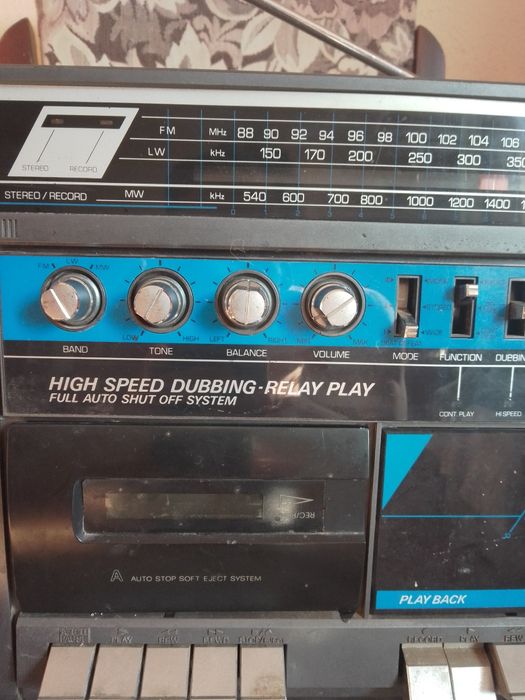 FM MHz 88 90 92 94 96 98 100 102 104 106
LW kHz 150 170 200 250 300 350
STEREO RECORD
STEREO / RECORD MW kHz 540 600 700 800 1000 1200 1400
FM LW MW
LOW HIGH LEFT RIGHT MIN MAX
BAND TONE BALANCE VOLUME MODE FUNCTION
HIGH SPEED DUBBING-RELAY PLAY
FULL AUTO SHUT OFF SYSTEM
CONT. PLAY HI SPEED
A AUTO STOP SOFT EJECT SYSTEM
PLAY BACK
PAUSE PLAY REW RECORD PLAY REW